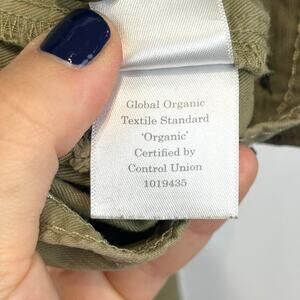 Global Organic
Textile Standard
‘Organic’
Certified by
Control Union
1019435